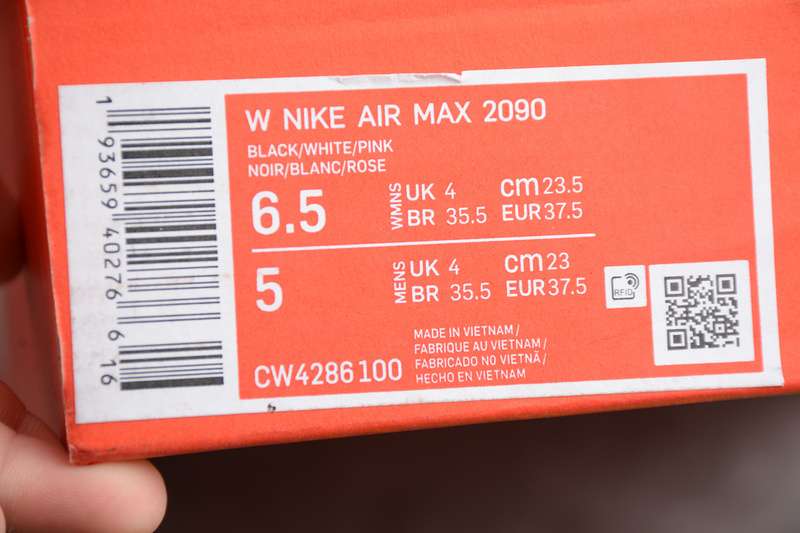 W NIKE AIR MAX 2090
BLACK/WHITE/PINK
NOIR/BLANC/ROSE
6.5 WMNS UK 4 cm 23.5
BR 35.5 EUR 37.5
5 MENS UK 4 cm 23
BR 35.5 EUR 37.5
RFID
CW4286 100
MADE IN VIETNAM /
FABRIQUE AU VIETNAM /
FABRICADO NO VIETNÃ /
HECHO EN VIETNAM
1 93659 40276 6 16